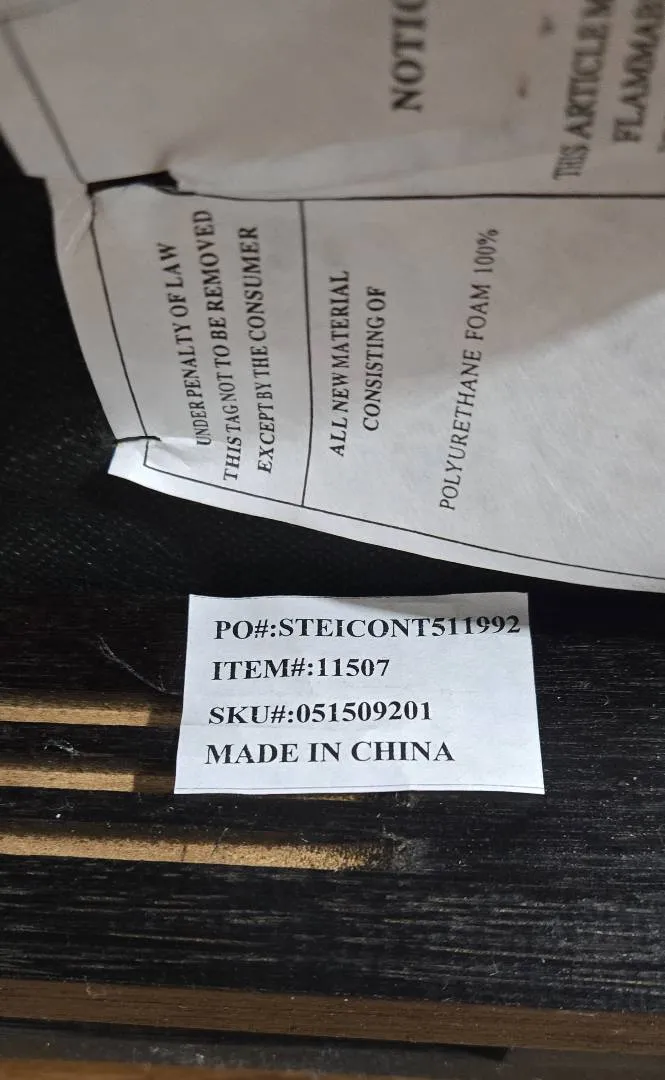 NOTIC
THIS ARTICLE M
FLAMMAB
UNDER PENALTY OF LAW
THIS TAG NOT TO BE REMOVED
EXCEPT BY THE CONSUMER
ALL NEW MATERIAL
CONSISTING OF
POLYURETHANE FOAM 100%
PO#:STEICONT511992
ITEM#:11507
SKU#:051509201
MADE IN CHINA